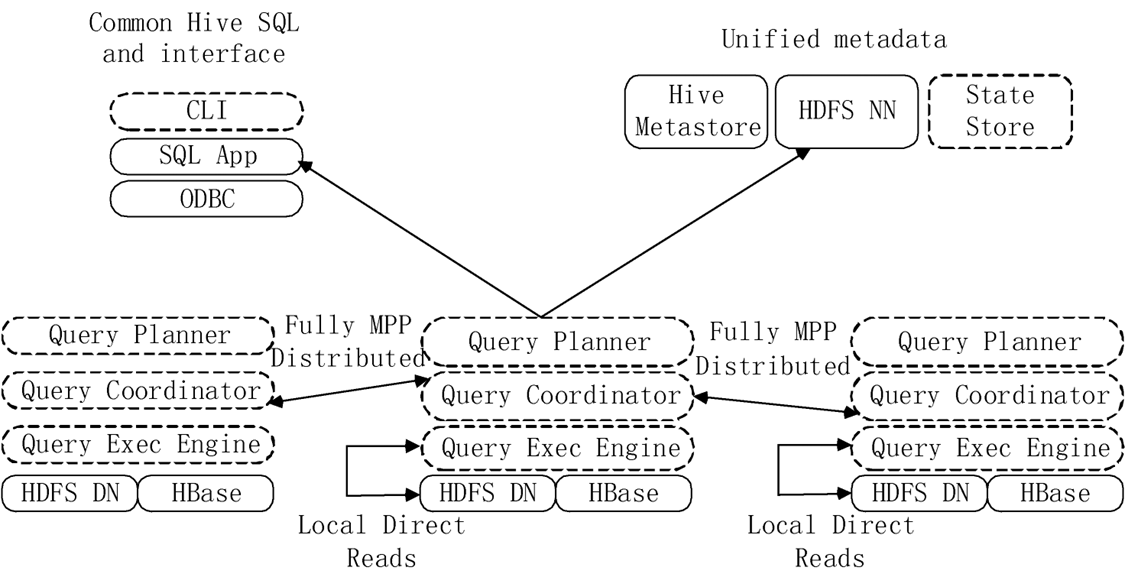 Common Hive SQL
and interface
CLI
SQL App
ODBC
Unified metadata
Hive
Metastore
HDFS NN
State
Store
Query Planner
Query Coordinator
Query Exec Engine
HDFS DN
HBase
Fully MPP
Distributed
Query Planner
Query Coordinator
Query Exec Engine
HDFS DN
HBase
Local Direct
Reads
Fully MPP
Distributed
Query Planner
Query Coordinator
Query Exec Engine
HDFS DN
HBase
Local Direct
Reads